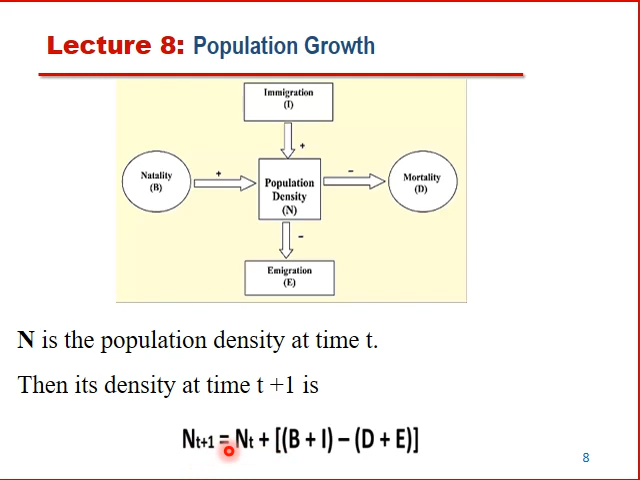 Lecture 8: Population Growth
Immigration
(I)
+
Natality
(B)
+
Population
Density
(N)
–
Mortality
(D)
–
Emigration
(E)
N is the population density at time t.
Then its density at time t +1 is
Nt+1 = Nt + [(B + I) – (D + E)]
8